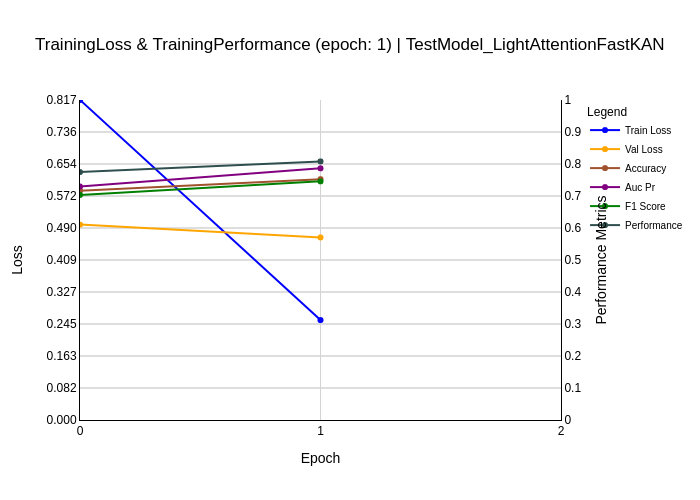 TrainingLoss & TrainingPerformance (epoch: 1) | TestModel_LightAttentionFastKAN
0.817
0.736
0.654
0.572
0.490
0.409
0.327
0.245
0.163
0.082
0.000
Loss
0
1
2
Epoch
1
0.9
0.8
0.7
0.6
0.5
0.4
0.3
0.2
0.1
0
Performance Metrics
Legend
Train Loss
Val Loss
Accuracy
Auc Pr
F1 Score
Performance